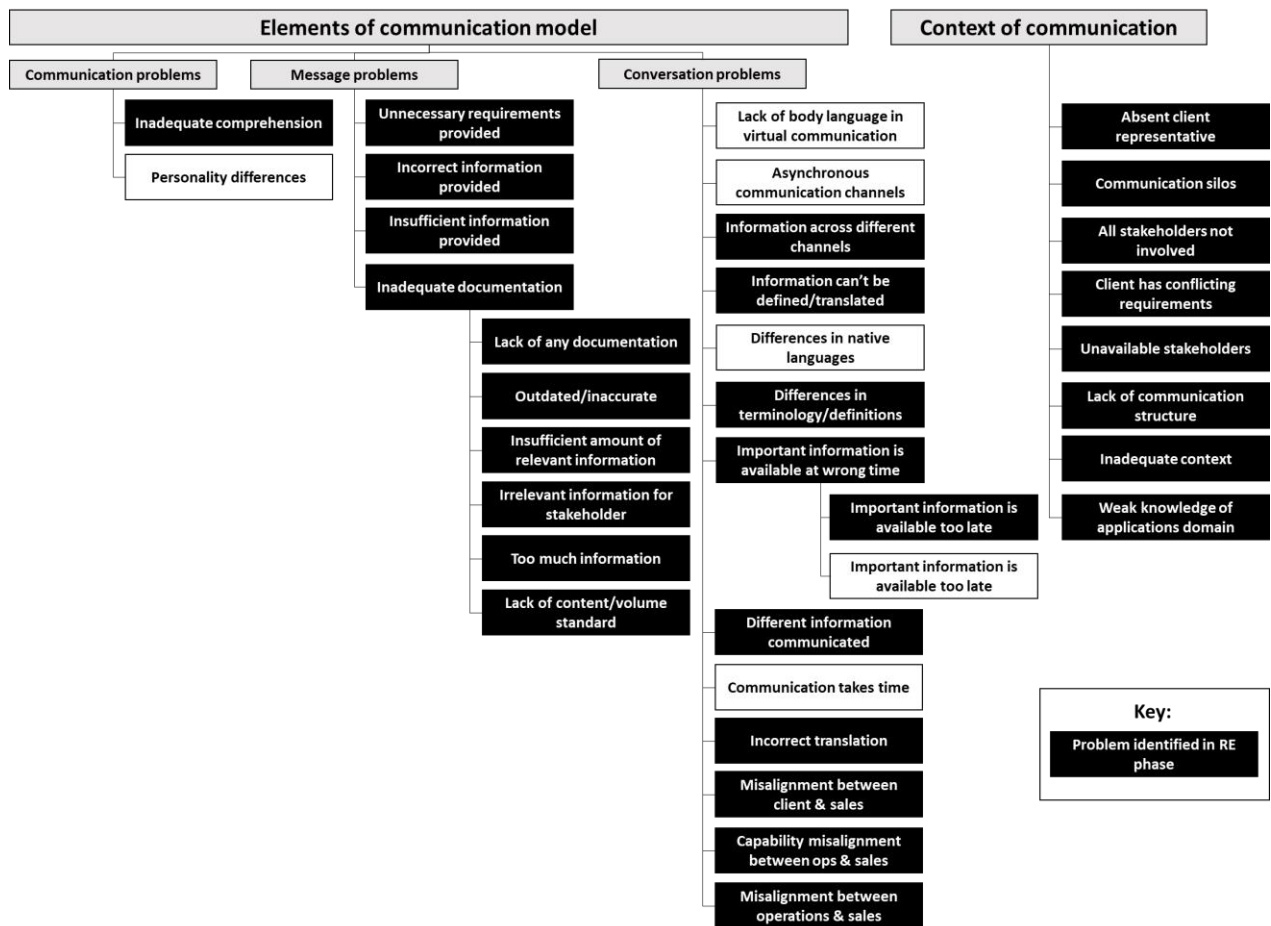 Elements of communication model
Context of communication
Communication problems
Message problems
Conversation problems
Inadequate comprehension
Personality differences
Unnecessary requirements
provided
Incorrect information
provided
Insufficient information
provided
Inadequate documentation
Lack of any documentation
Outdated/inaccurate
Insufficient amount of
relevant information
Irrelevant information for
stakeholder
Too much information
Lack of content/volume
standard
Lack of body language in
virtual communication
Asynchronous
communication channels
Information across different
channels
Information can't be
defined/translated
Differences in native
languages
Differences in
terminology/definitions
Important information is
available at wrong time
Important information is
available too late
Important information is
available too late
Different information
communicated
Communication takes time
Incorrect translation
Misalignment between
client & sales
Capability misalignment
between ops & sales
Misalignment between
operations & sales
Absent client
representative
Communication silos
All stakeholders not
involved
Client has conflicting
requirements
Unavailable stakeholders
Lack of communication
structure
Inadequate context
Weak knowledge of
applications domain
Key:
Problem identified in RE
phase